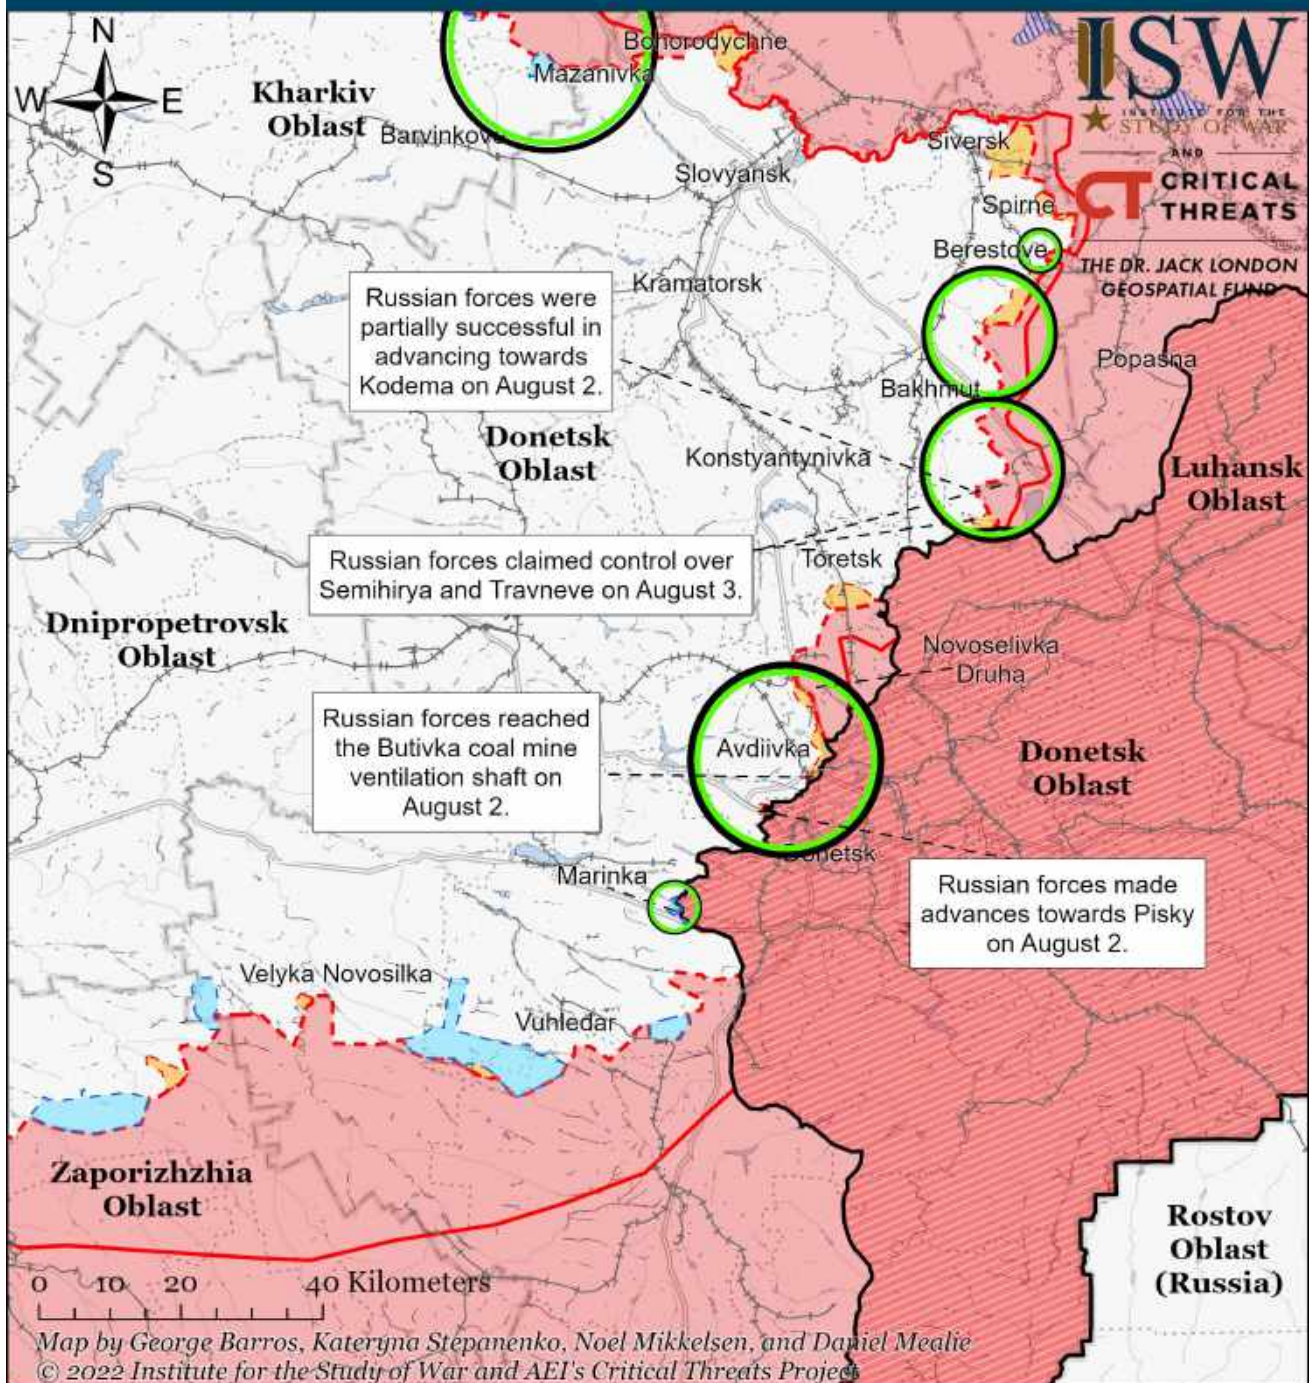 N
W
E
S
ISW
INSTITUTE FOR THE
STUDY OF WAR
AND
CT CRITICAL
THREATS
THE DR. JACK LONDON
GEOSPATIAL FUND
Kharkiv
Oblast
Bohorodychne
Mazanivka
Barvinkove
Slovyansk
Siversk
Spirne
Berestove
Kramatorsk
Popasna
Bakhmut
Russian forces were
partially successful in
advancing towards
Kodema on August 2.
Donetsk
Oblast
Konstyantynivka
Luhansk
Oblast
Russian forces claimed control over
Semihirya and Travneve on August 3.
Toretsk
Dnipropetrovsk
Oblast
Novoselivka
Druha
Russian forces reached
the Butivka coal mine
ventilation shaft on
August 2.
Avdiivka
Donetsk
Oblast
Donetsk
Marinka
Russian forces made
advances towards Pisky
on August 2.
Velyka Novosilka
Vuhledar
Zaporizhzhia
Oblast
Rostov
Oblast
(Russia)
0 10 20 40 Kilometers
Map by George Barros, Kateryna Stepanenko, Noel Mikkelsen, and Daniel Mealie
© 2022 Institute for the Study of War and AEI's Critical Threats Project